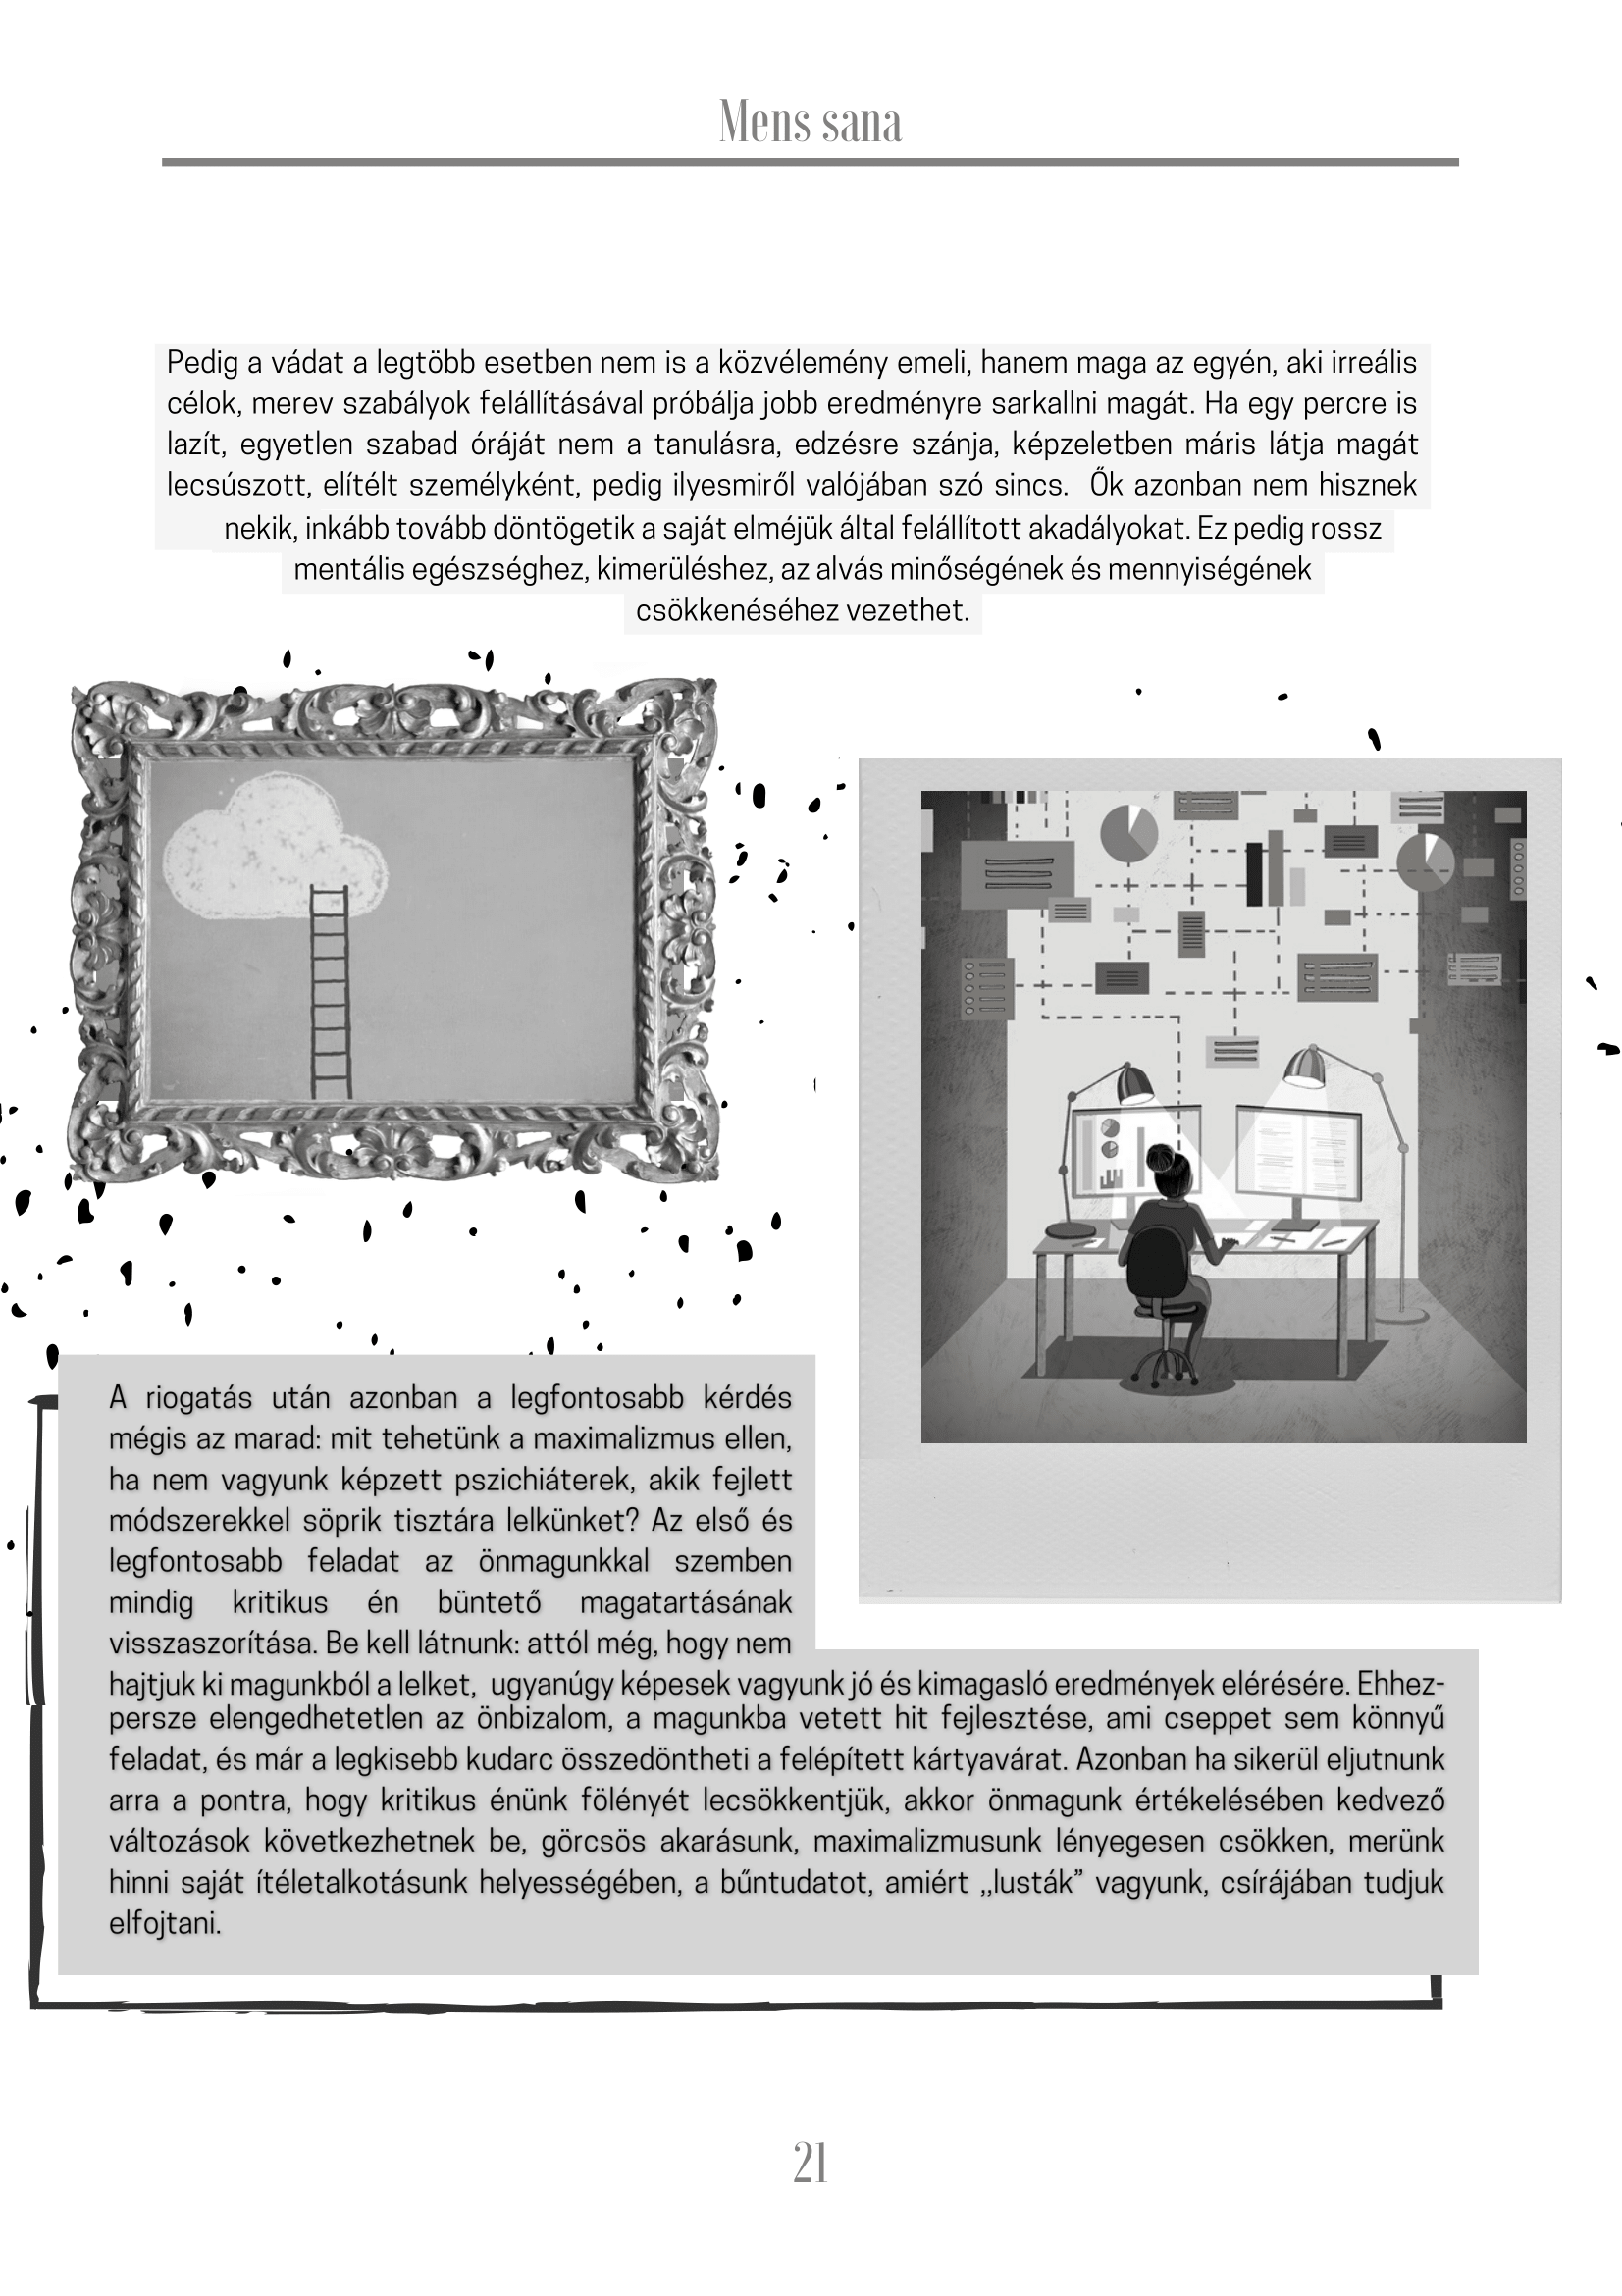 Mens sana
Pedig a vádat a legtöbb esetben nem is a közvélemény emeli, hanem maga az egyén, aki irreális
célok, merev szabályok felállításával próbálja jobb eredményre sarkallni magát. Ha egy percre is
lazít, egyetlen szabad óráját nem a tanulásra, edzésre szánja, képzeletben máris látja magát
lecsúszott, elítélt személyként, pedig ilyesmiről valójában szó sincs. Ők azonban nem hisznek
nekik, inkább tovább döntögetik a saját elméjük által felállított akadályokat. Ez pedig rossz
mentális egészséghez, kimerüléshez, az alvás minőségének és mennyiségének
csökkenéséhez vezethet.
A riogatás után azonban a legfontosabb kérdés
mégis az marad: mit tehetünk a maximalizmus ellen,
ha nem vagyunk képzett pszichiáterek, akik fejlett
módszerekkel söprik tisztára lelkünket? Az első és
legfontosabb feladat az önmagunkkal szemben
mindig kritikus én büntető magatartásának
visszaszorítása. Be kell látnunk: attól még, hogy nem
hajtjuk ki magunkból a lelket, ugyanúgy képesek vagyunk jó és kimagasló eredmények elérésére. Ehhez-
persze elengedhetetlen az önbizalom, a magunkba vetett hit fejlesztése, ami cseppet sem könnyű
feladat, és már a legkisebb kudarc összedöntheti a felépített kártyavárat. Azonban ha sikerül eljutnunk
arra a pontra, hogy kritikus énünk fölényét lecsökkentjük, akkor önmagunk értékelésében kedvező
változások következhetnek be, görcsös akarásunk, maximalizmusunk lényegesen csökken, merünk
hinni saját ítéletalkotásunk helyességében, a bűntudatot, amiért ,,lusták” vagyunk, csírájában tudjuk
elfojtani.
21